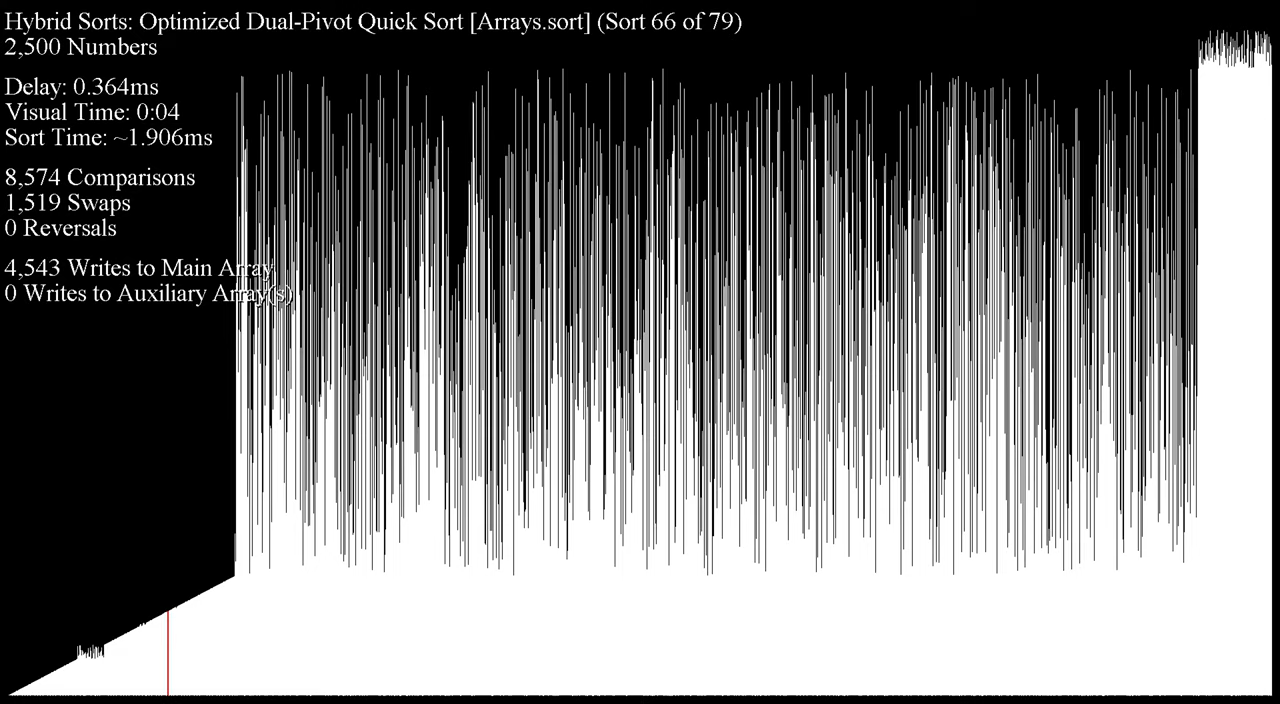 Hybrid Sorts: Optimized Dual-Pivot Quick Sort [Arrays.sort] (Sort 66 of 79)
2,500 Numbers
Delay: 0.364ms
Visual Time: 0:04
Sort Time: ~1.906ms
8,574 Comparisons
1,519 Swaps
0 Reversals
4,543 Writes to Main Array
0 Writes to Auxiliary Array(s)